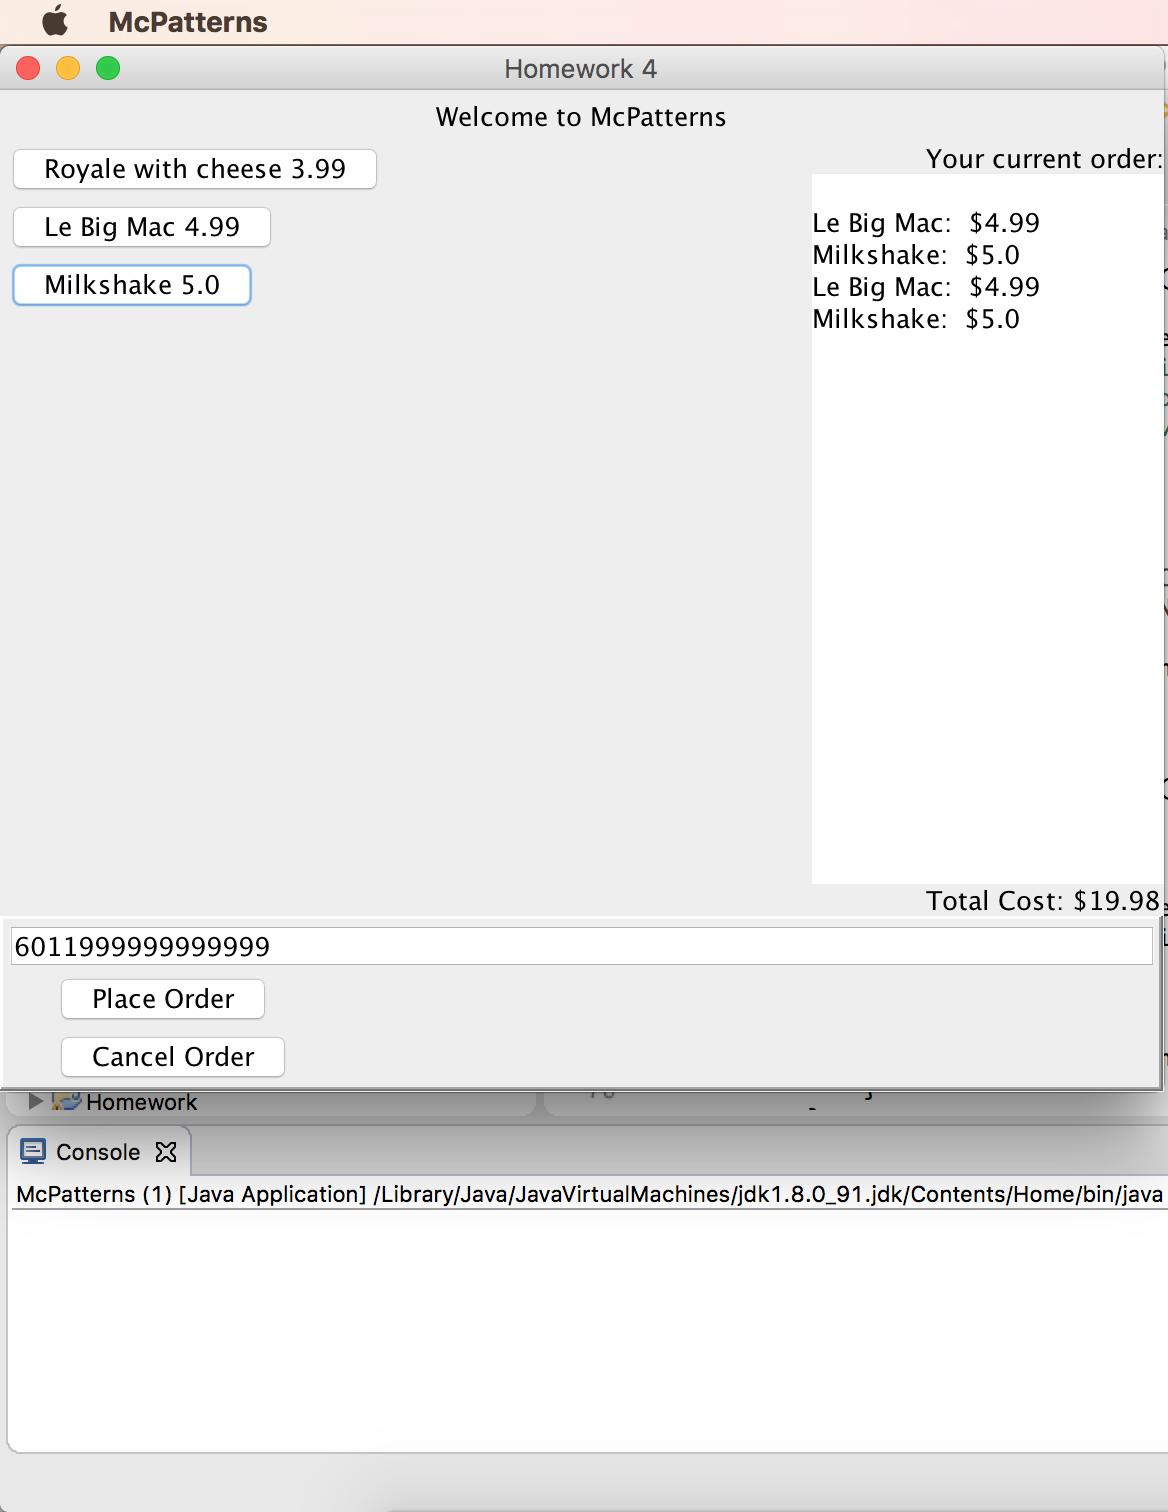 McPatterns
Homework 4
Welcome to McPatterns
Royale with cheese 3.99
Le Big Mac 4.99
Milkshake 5.0
Your current order:
Le Big Mac:  $4.99
Milkshake:  $5.0
Le Big Mac:  $4.99
Milkshake:  $5.0
Total Cost: $19.98
6011999999999999
Place Order
Cancel Order
Homework
Console
McPatterns (1) [Java Application] /Library/Java/JavaVirtualMachines/jdk1.8.0_91.jdk/Contents/Home/bin/java